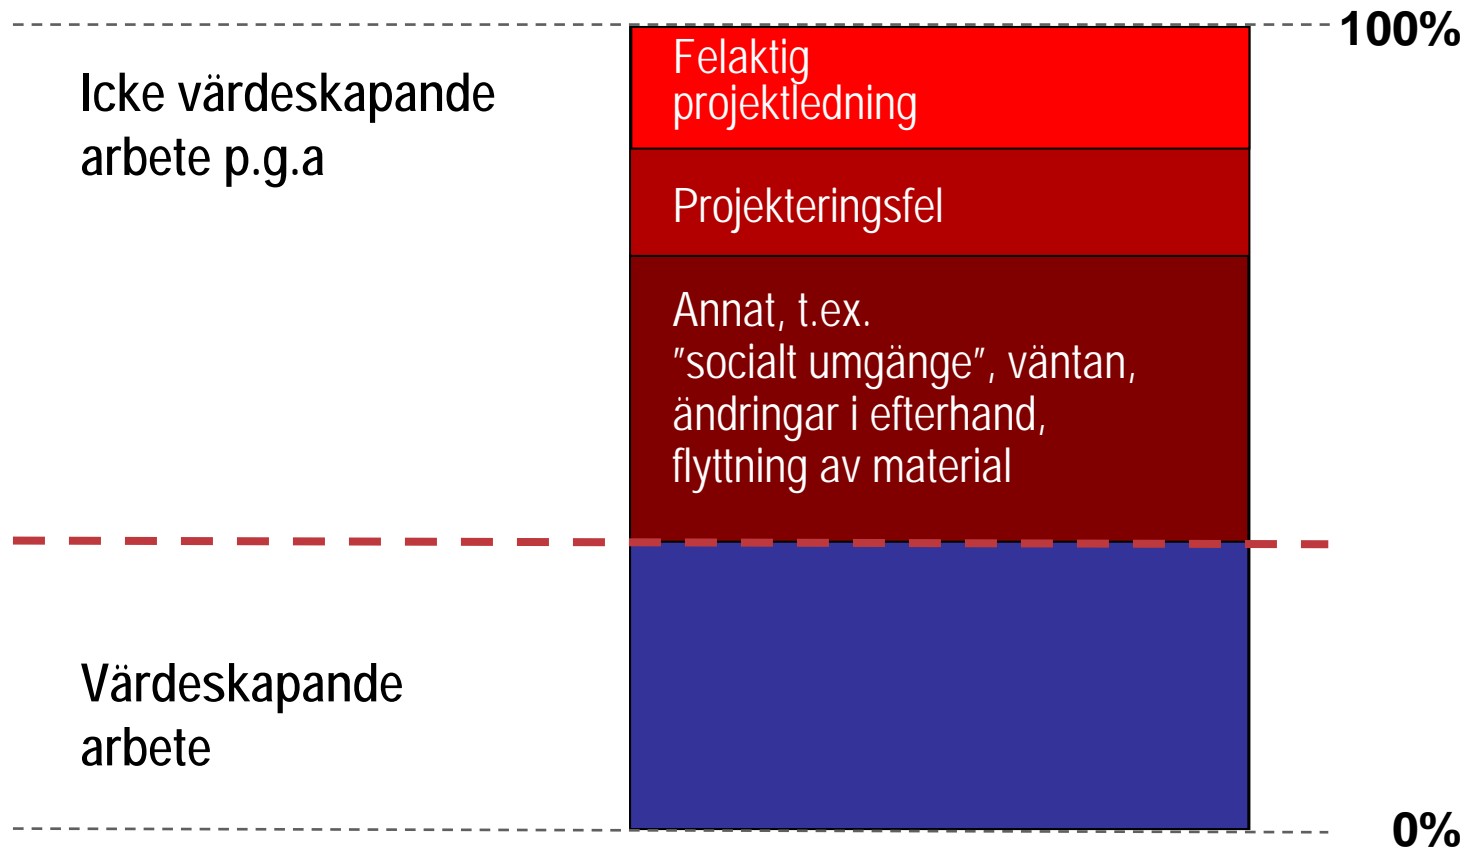 100%
Icke värdeskapande
arbete p.g.a
Felaktig
projektledning
Projekteringsfel
Annat, t.ex.
”socialt umgänge”, väntan,
ändringar i efterhand,
flyttning av material
Värdeskapande
arbete
0%